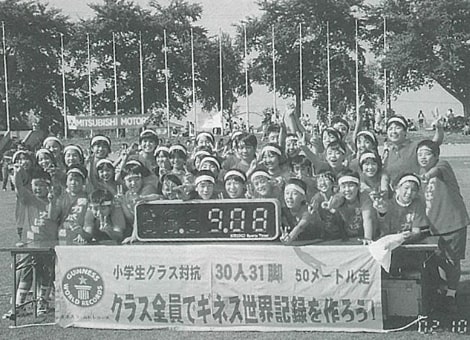 MITSUBISHI MOTOR
9.08
GUINNESS WORLD RECORDS
小学生クラス対抗 30人31脚 50メートル走
クラス全員でギネス世界記録を作ろう!
02 10